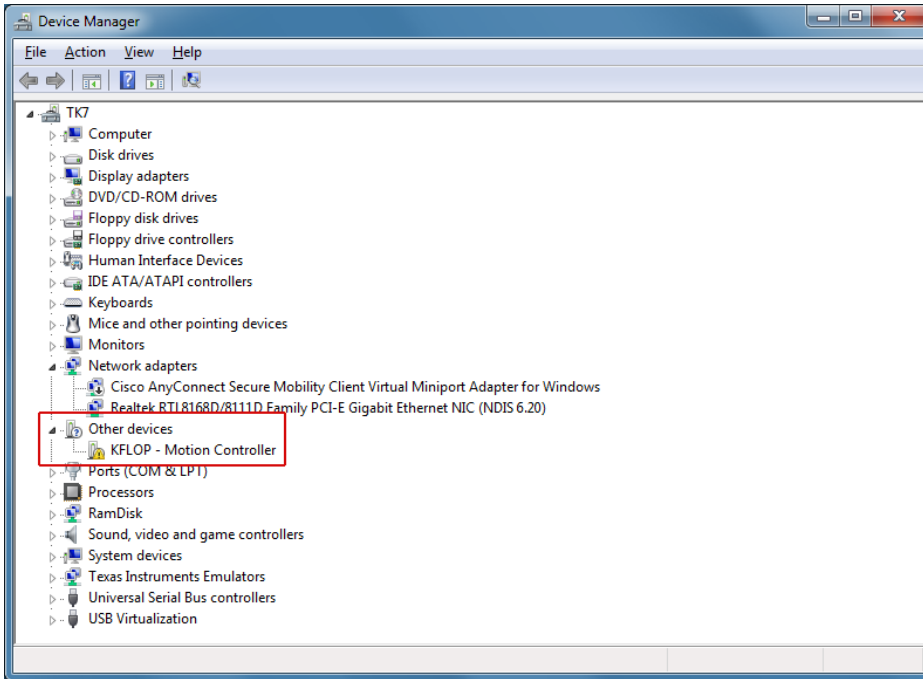 Device Manager
File Action View Help
TK7
Computer
Disk drives
Display adapters
DVD/CD-ROM drives
Floppy disk drives
Floppy drive controllers
Human Interface Devices
IDE ATA/ATAPI controllers
Keyboards
Mice and other pointing devices
Monitors
Network adapters
Cisco AnyConnect Secure Mobility Client Virtual Miniport Adapter for Windows
Realtek RTL8168D/8111D Family PCI-E Gigabit Ethernet NIC (NDIS 6.20)
Other devices
KFLOP - Motion Controller
Ports (COM & LPT)
Processors
RamDisk
Sound, video and game controllers
System devices
Texas Instruments Emulators
Universal Serial Bus controllers
USB Virtualization